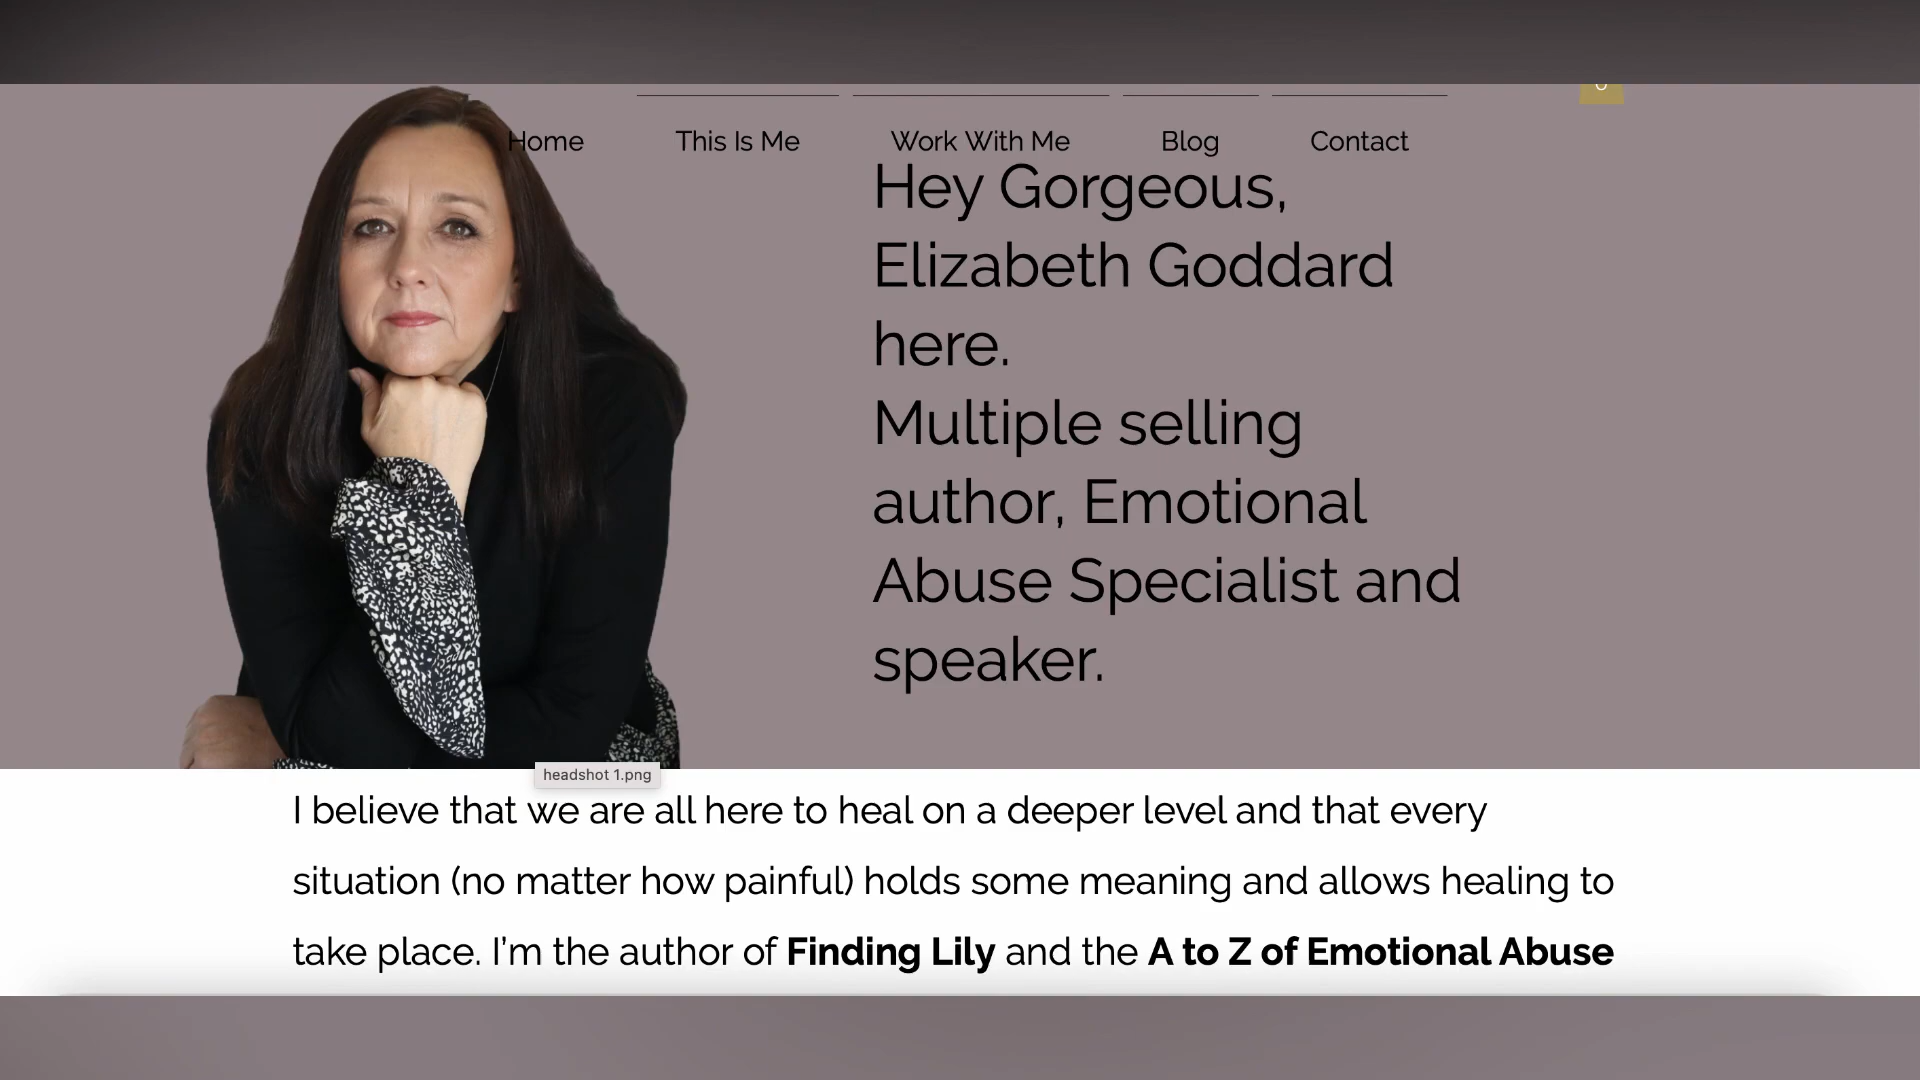 Home This Is Me Work With Me Blog Contact
Hey Gorgeous,
Elizabeth Goddard
here.
Multiple selling
author, Emotional
Abuse Specialist and
speaker.
headshot 1.png
I believe that we are all here to heal on a deeper level and that every
situation (no matter how painful) holds some meaning and allows healing to
take place. I’m the author of Finding Lily and the A to Z of Emotional Abuse